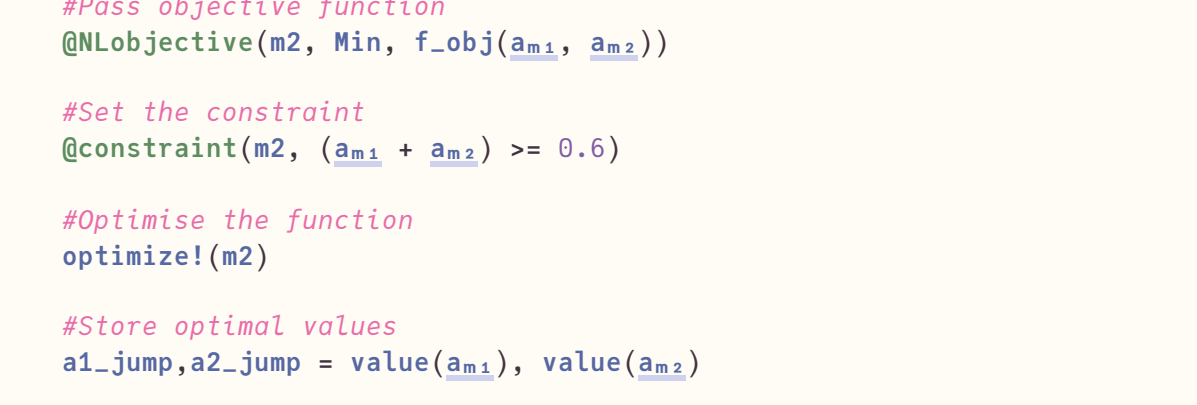 #Pass objective function
@NLobjective(m2, Min, f_obj(aₘ₁, aₘ₂))
#Set the constraint
@constraint(m2, (aₘ₁ + aₘ₂) >= 0.6)
#Optimise the function
optimize!(m2)
#Store optimal values
a1_jump,a2_jump = value(aₘ₁), value(aₘ₂)